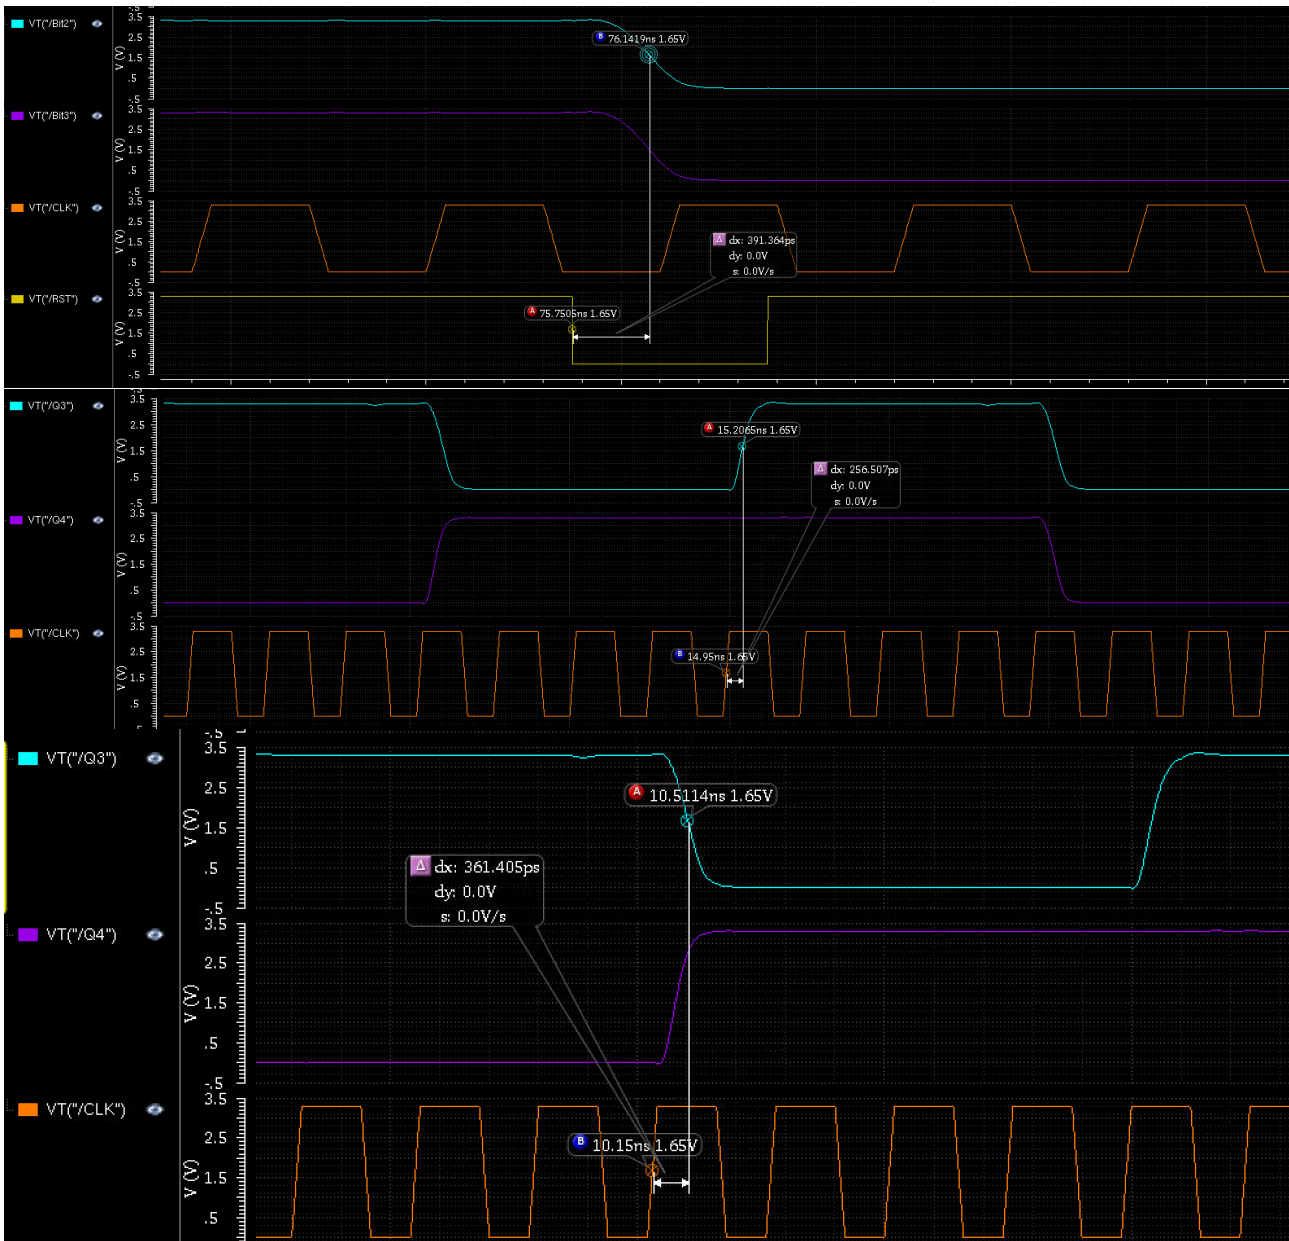 -.5
VT("/Bit2")
3.5
2.5
1.5
.5
-.5
V (V)
B 76.1419ns 1.65V
VT("/Bit3")
3.5
2.5
1.5
.5
-.5
V (V)
VT("/CLK")
3.5
2.5
1.5
.5
-.5
V (V)
Δ dx: 391.364ps
dy: 0.0V
s: 0.0V/s
VT("/RST")
3.5
2.5
1.5
.5
-.5
V (V)
A 75.7505ns 1.65V
-.5
VT("/Q3")
3.5
2.5
1.5
.5
-.5
V (V)
A 15.2065ns 1.65V
Δ dx: 256.507ps
dy: 0.0V
s: 0.0V/s
VT("/Q4")
3.5
2.5
1.5
.5
-.5
V (V)
VT("/CLK")
3.5
2.5
1.5
.5
V (V)
B 14.95ns 1.65V
-.5
VT("/Q3")
3.5
2.5
1.5
.5
-.5
V (V)
A 10.5114ns 1.65V
Δ dx: 361.405ps
dy: 0.0V
s: 0.0V/s
VT("/Q4")
3.5
2.5
1.5
.5
-.5
V (V)
VT("/CLK")
3.5
2.5
1.5
.5
V (V)
B 10.15ns 1.65V